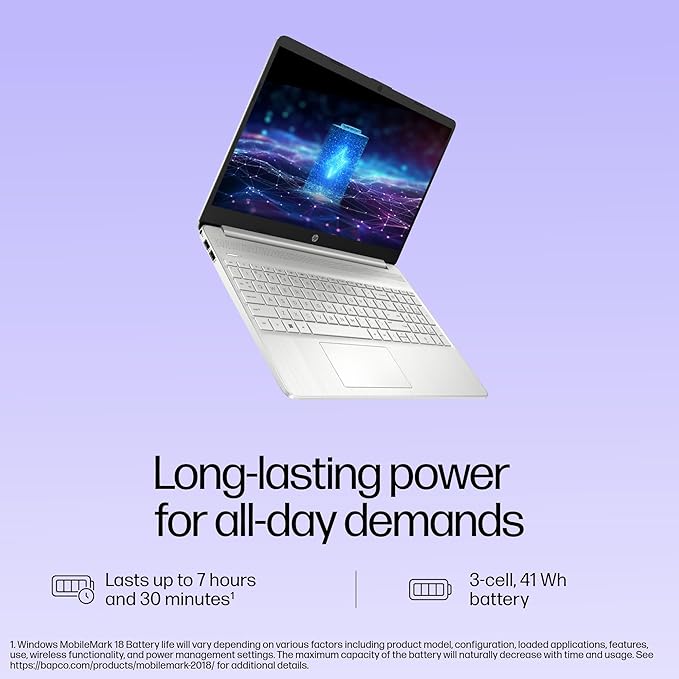 hp
Long-lasting power
for all-day demands
Lasts up to 7 hours
and 30 minutes¹
3-cell, 41 Wh
battery
1. Windows MobileMark 18 Battery life will vary depending on various factors including product model, configuration, loaded applications, features,
use, wireless functionality, and power management settings. The maximum capacity of the battery will naturally decrease with time and usage. See
https://bapco.com/products/mobilemark-2018/ for additional details.